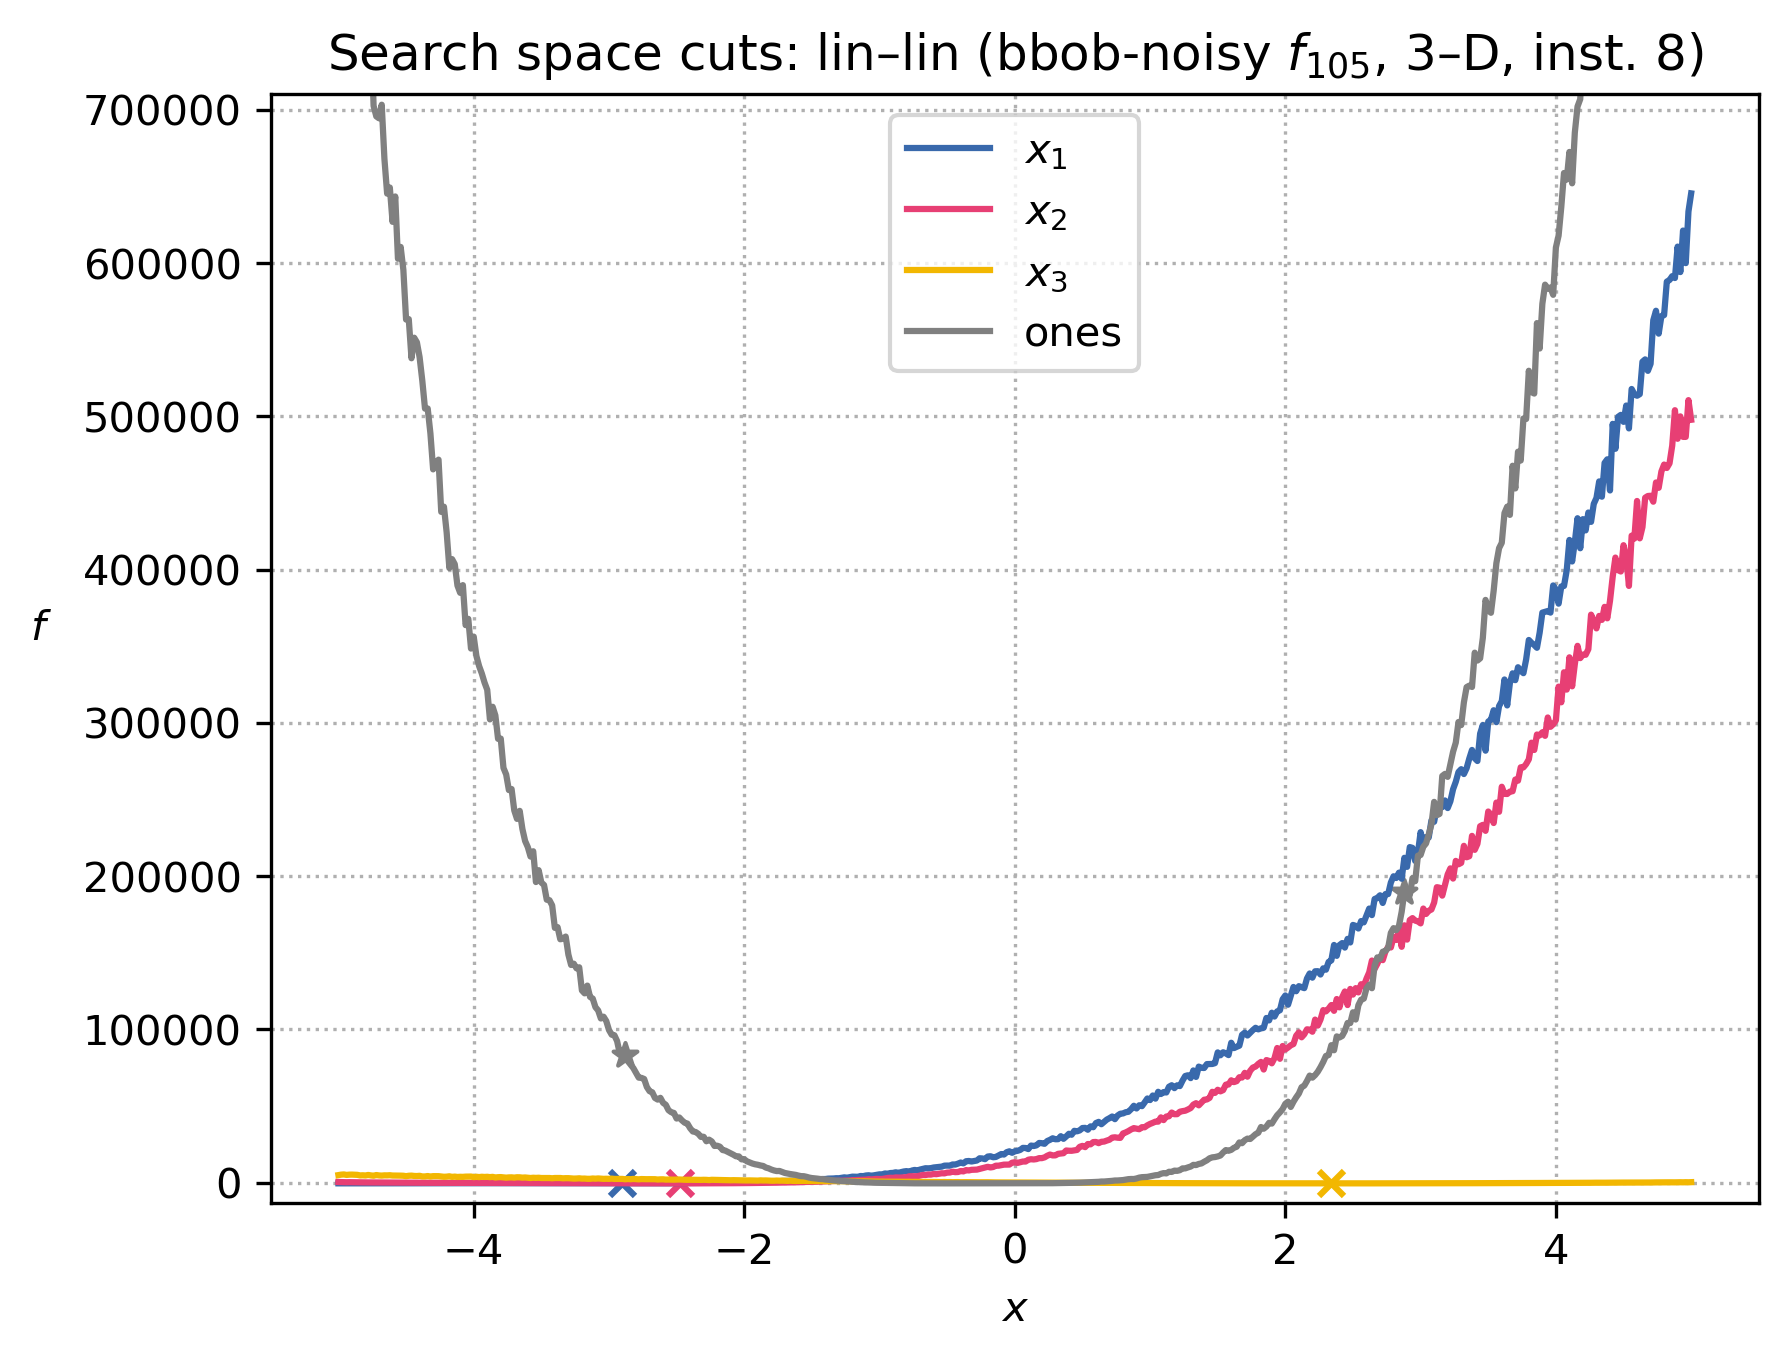 Search space cuts: lin–lin (bbob-noisy f₁₀₅, 3–D, inst. 8)
700000
600000
500000
400000
300000
200000
100000
0
f
x₁
x₂
x₃
ones
−4 −2 0 2 4
x